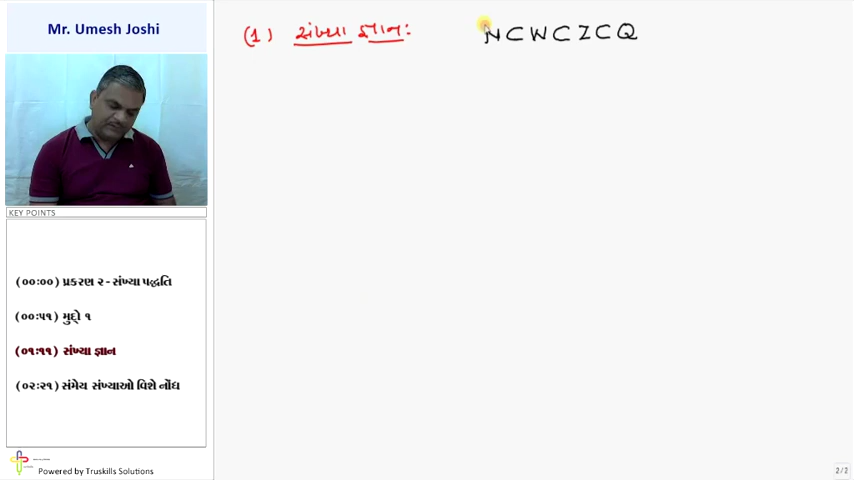 Mr. Umesh Joshi
(1) સંખ્યા જ્ઞાન:
N C W C Z C Q
KEY POINTS
(૦૦:૦૦) પ્રકરણ ૨ - સંખ્યા પદ્ધતિ
(૦૦:૫૧) મુદ્દો ૧
(૦૧:૧૧) સંખ્યા જ્ઞાન
(૦૨:૨૧) સંમેય સંખ્યાઓ વિશે નોંધ
Powered by Truskills Solutions
2/2